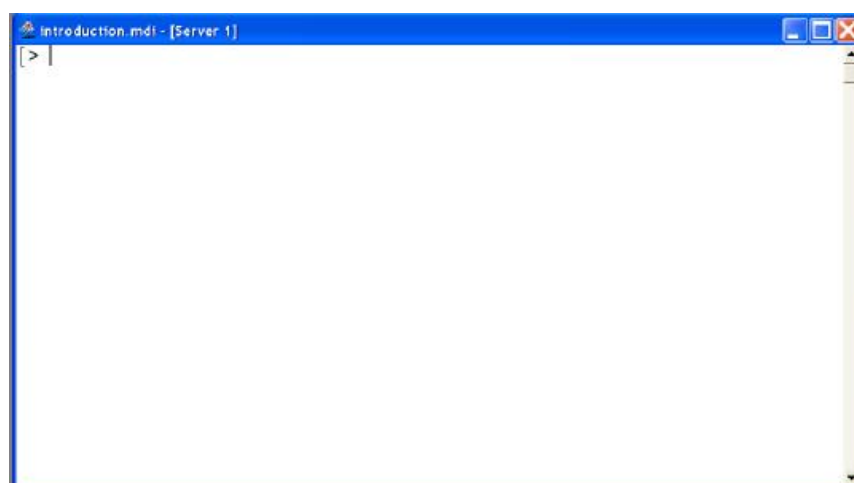 introduction.mdi - [Server 1]
[>